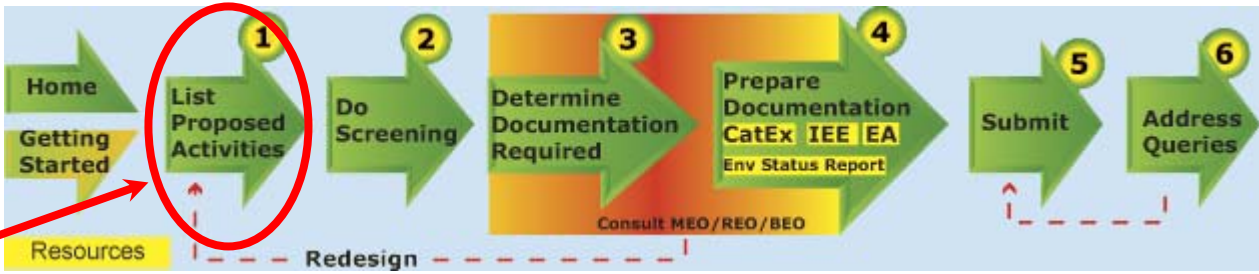 Home
Getting
Started
Resources
1
List
Proposed
Activities
2
Do
Screening
3
Determine
Documentation
Required
4
Prepare
Documentation
CatEx IEE EA
Env Status Report
Consult MEO/REO/BEO
Redesign
5
Submit
6
Address
Queries